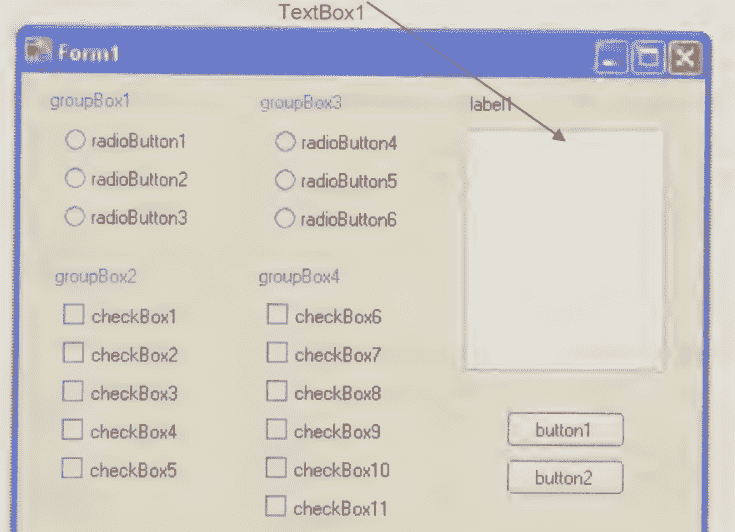 TextBox1
Form1
groupBox1
radioButton1
radioButton2
radioButton3
groupBox3
radioButton4
radioButton5
radioButton6
label1
groupBox2
checkBox1
checkBox2
checkBox3
checkBox4
checkBox5
groupBox4
checkBox6
checkBox7
checkBox8
checkBox9
checkBox10
checkBox11
button1
button2